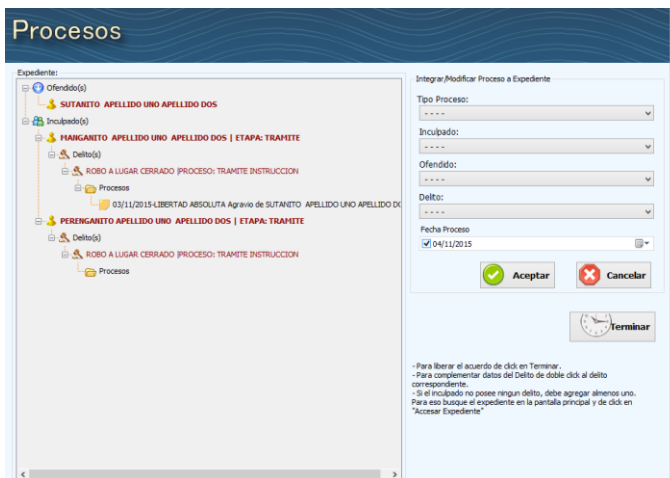 Procesos
Expediente:
Ofendido(s)
SUTANITO APELLIDO UNO APELLIDO DOS
Inculpado(s)
MANGANITO APELLIDO UNO APELLIDO DOS | ETAPA: TRAMITE
Delito(s)
ROBO A LUGAR CERRADO |PROCESO: TRAMITE INSTRUCCION
Procesos
03/11/2015-LIBERTAD ABSOLUTA Agravio de SUTANITO APELLIDO UNO APELLIDO DO
PERENGANITO APELLIDO UNO APELLIDO DOS | ETAPA: TRAMITE
Delito(s)
ROBO A LUGAR CERRADO |PROCESO: TRAMITE INSTRUCCION
Procesos
Integrar/Modificar Proceso a Expediente
Tipo Proceso:
- - - -
Inculpado:
- - - -
Ofendido:
- - - -
Delito:
- - - -
Fecha Proceso
04/11/2015
Aceptar
Cancelar
Terminar
-Para liberar el acuerdo de click en Terminar.
-Para complementar datos del Delito de doble click al delito
correspondiente.
-Si el inculpado no posee ningun delito, debe agregar almenos uno.
Para eso busque el expediente en la pantalla principal y de click en
"Accesar Expediente"